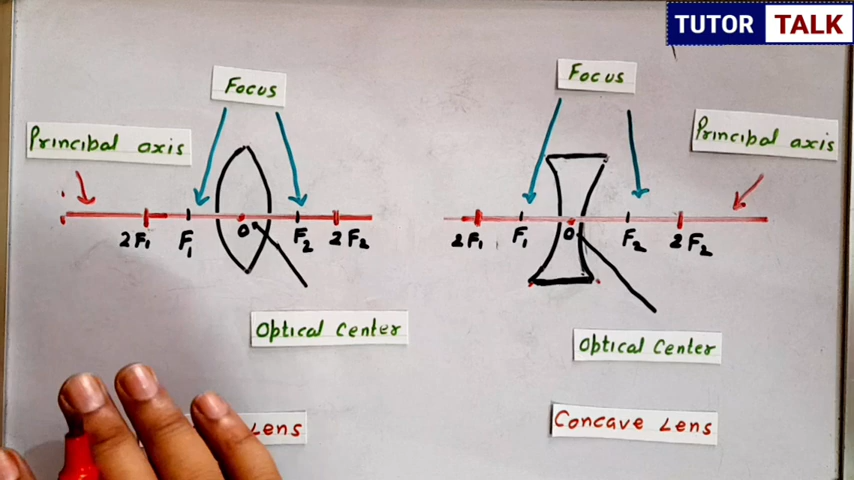 TUTOR TALK
Focus
Principal axis
2F₁
F₁
O
F₂
2F₂
Optical Center
Lens
Focus
Principal axis
2F₁
F₁
O
F₂
2F₂
Optical Center
Concave Lens